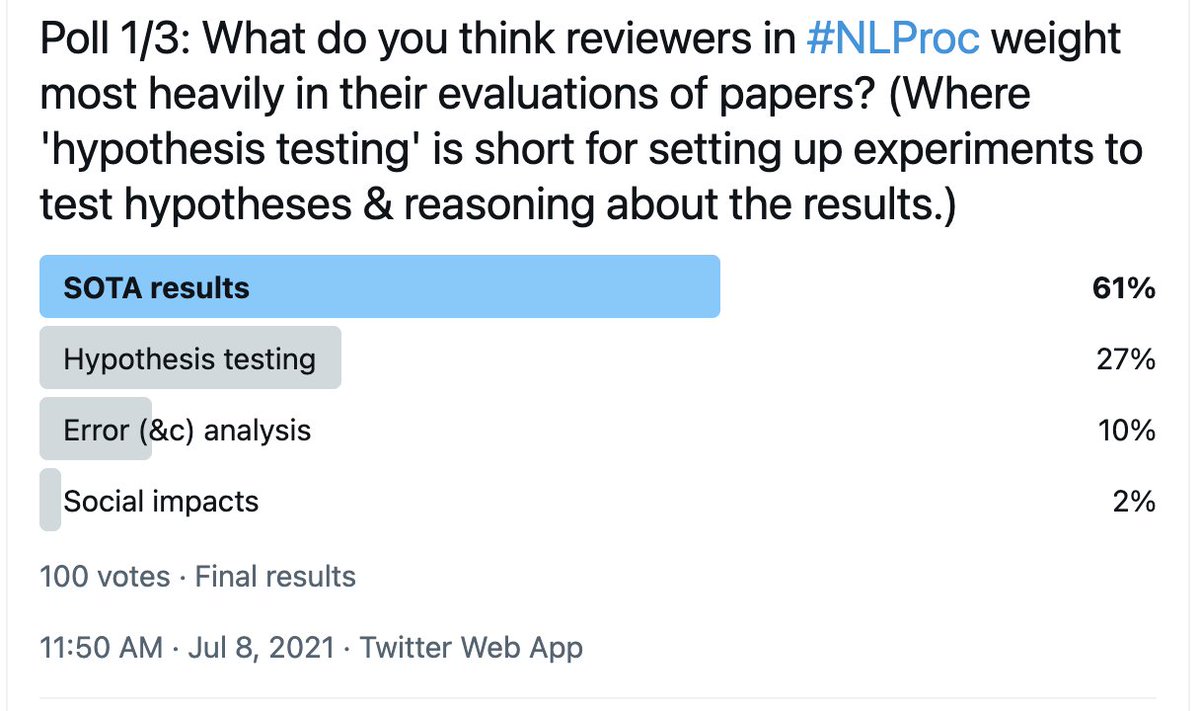 Poll 1/3: What do you think reviewers in #NLProc weight
most heavily in their evaluations of papers? (Where
'hypothesis testing' is short for setting up experiments to
test hypotheses & reasoning about the results.)
SOTA results 61%
Hypothesis testing 27%
Error (&c) analysis 10%
Social impacts 2%
100 votes · Final results
11:50 AM · Jul 8, 2021 · Twitter Web App